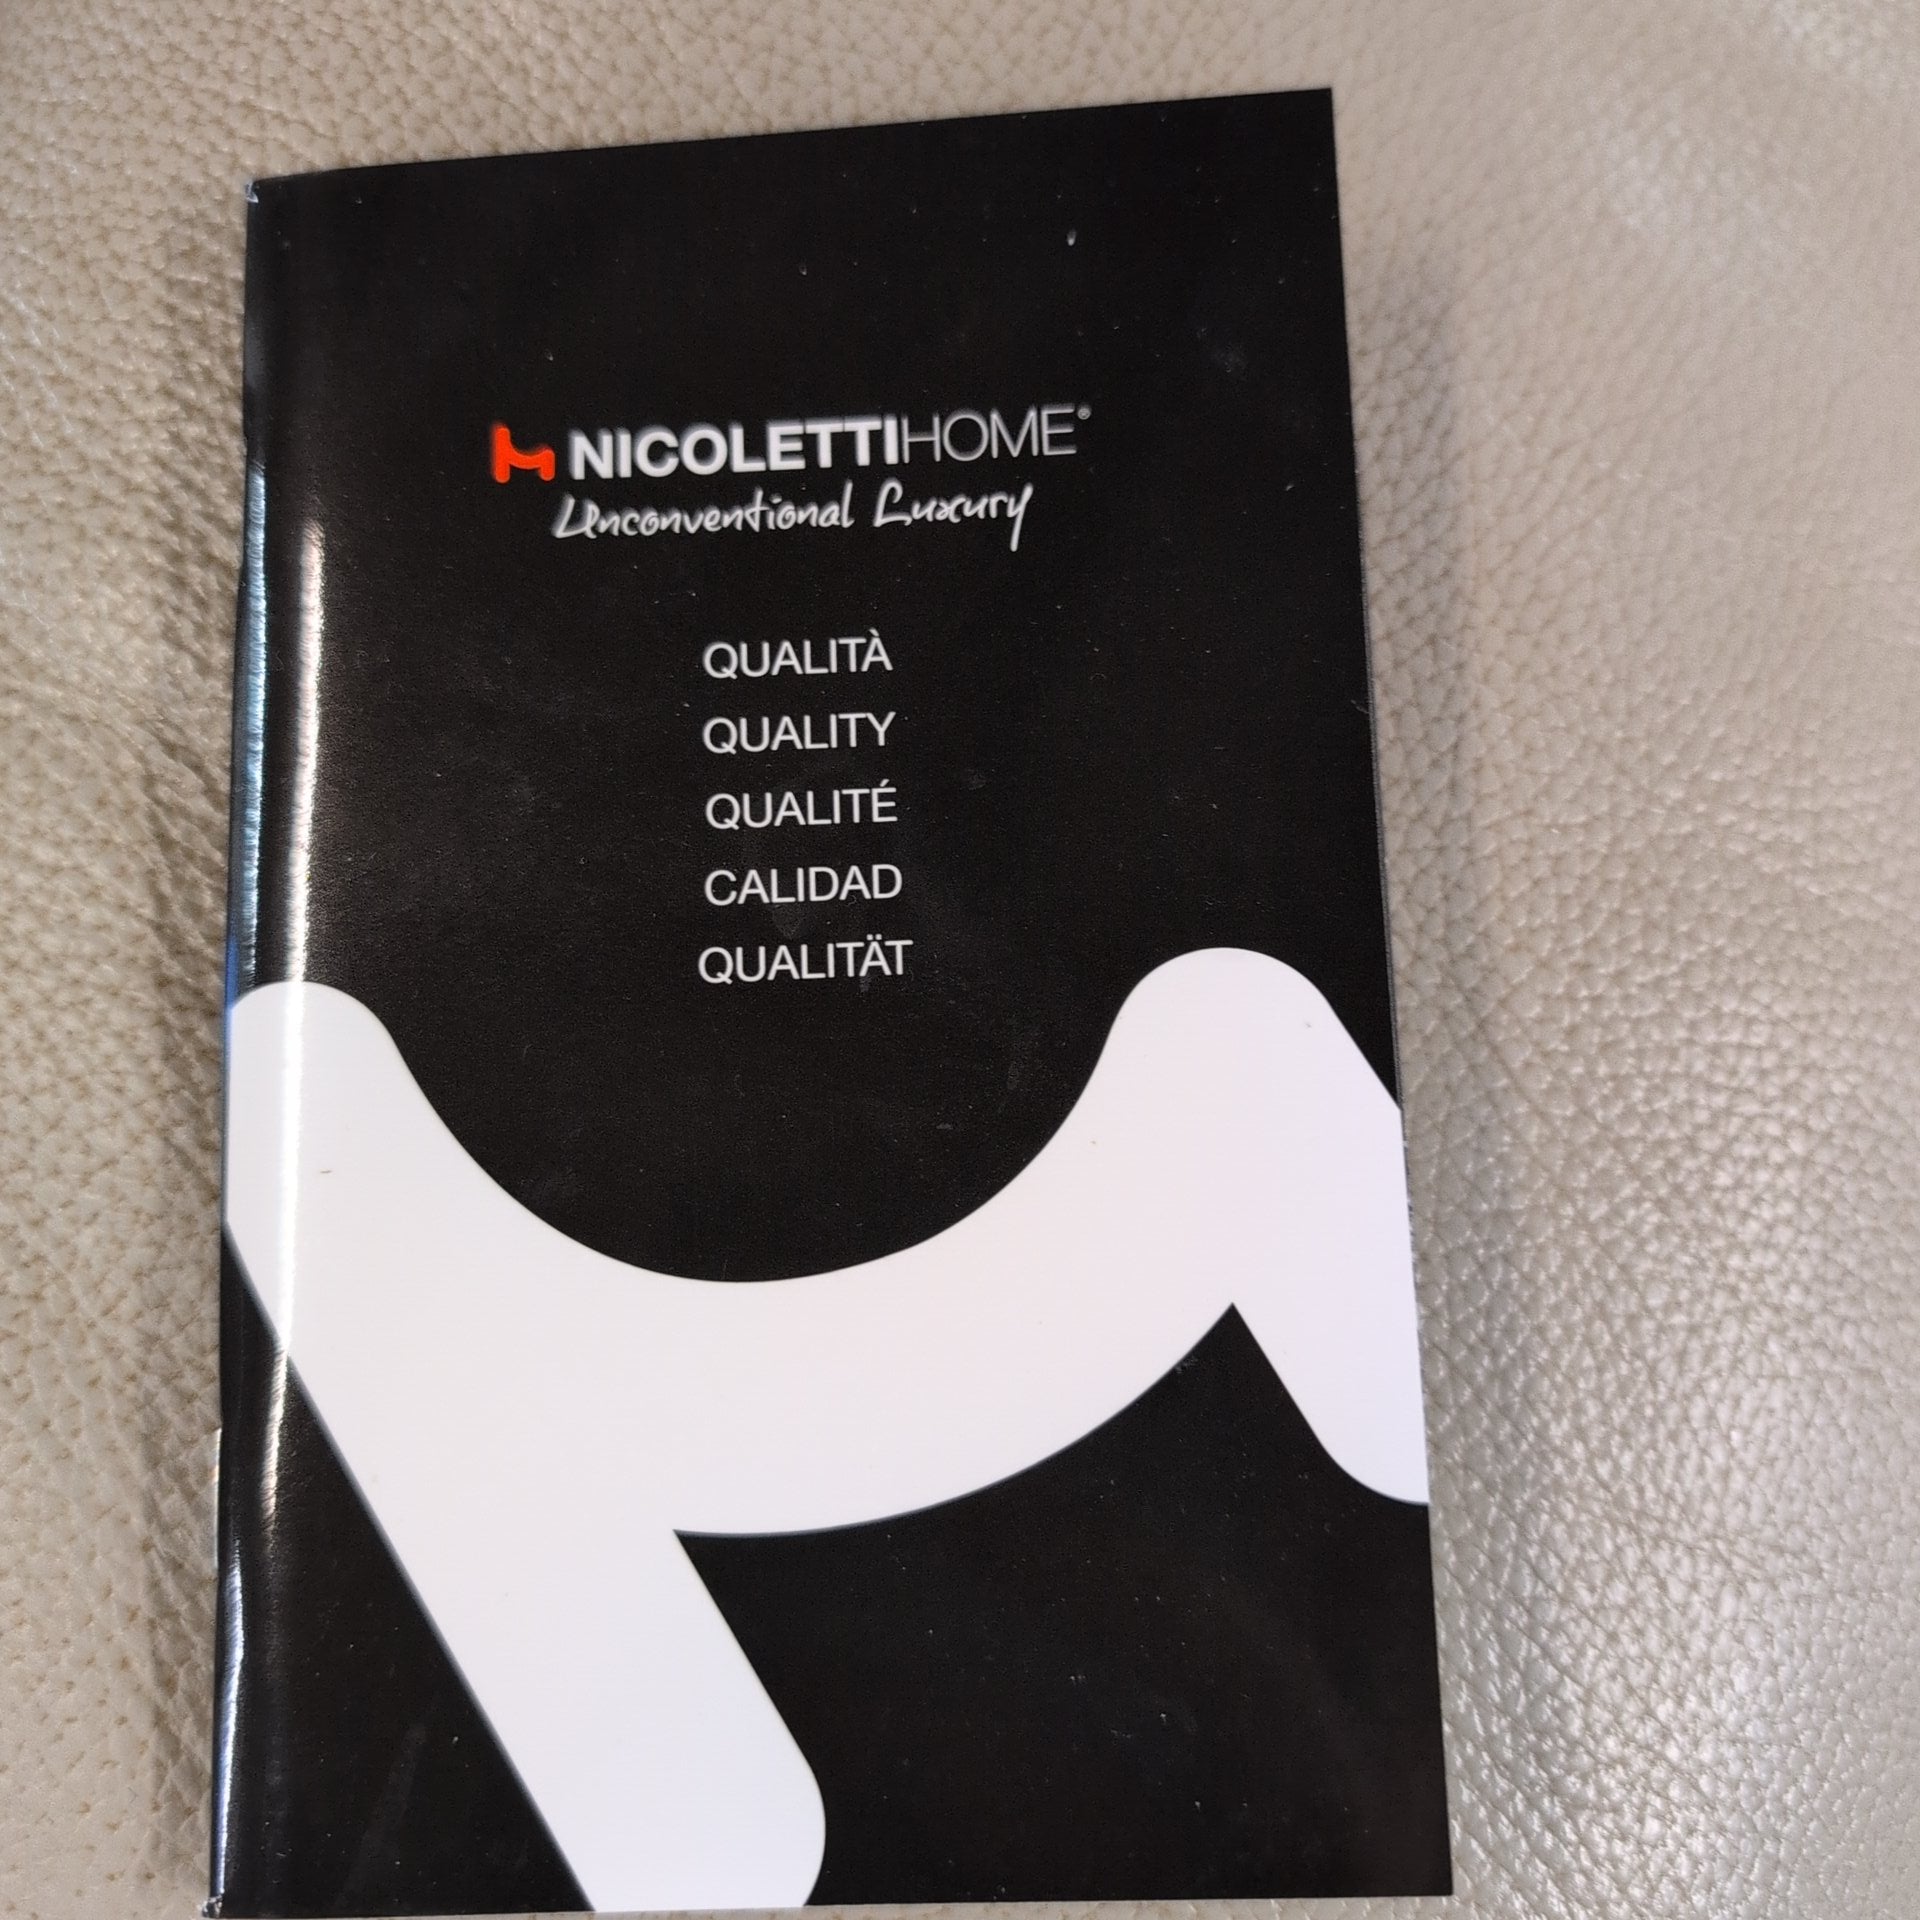 NICOLETTIHOME®
Unconventional Luxury
QUALITÀ
QUALITY
QUALITÉ
CALIDAD
QUALITÄT